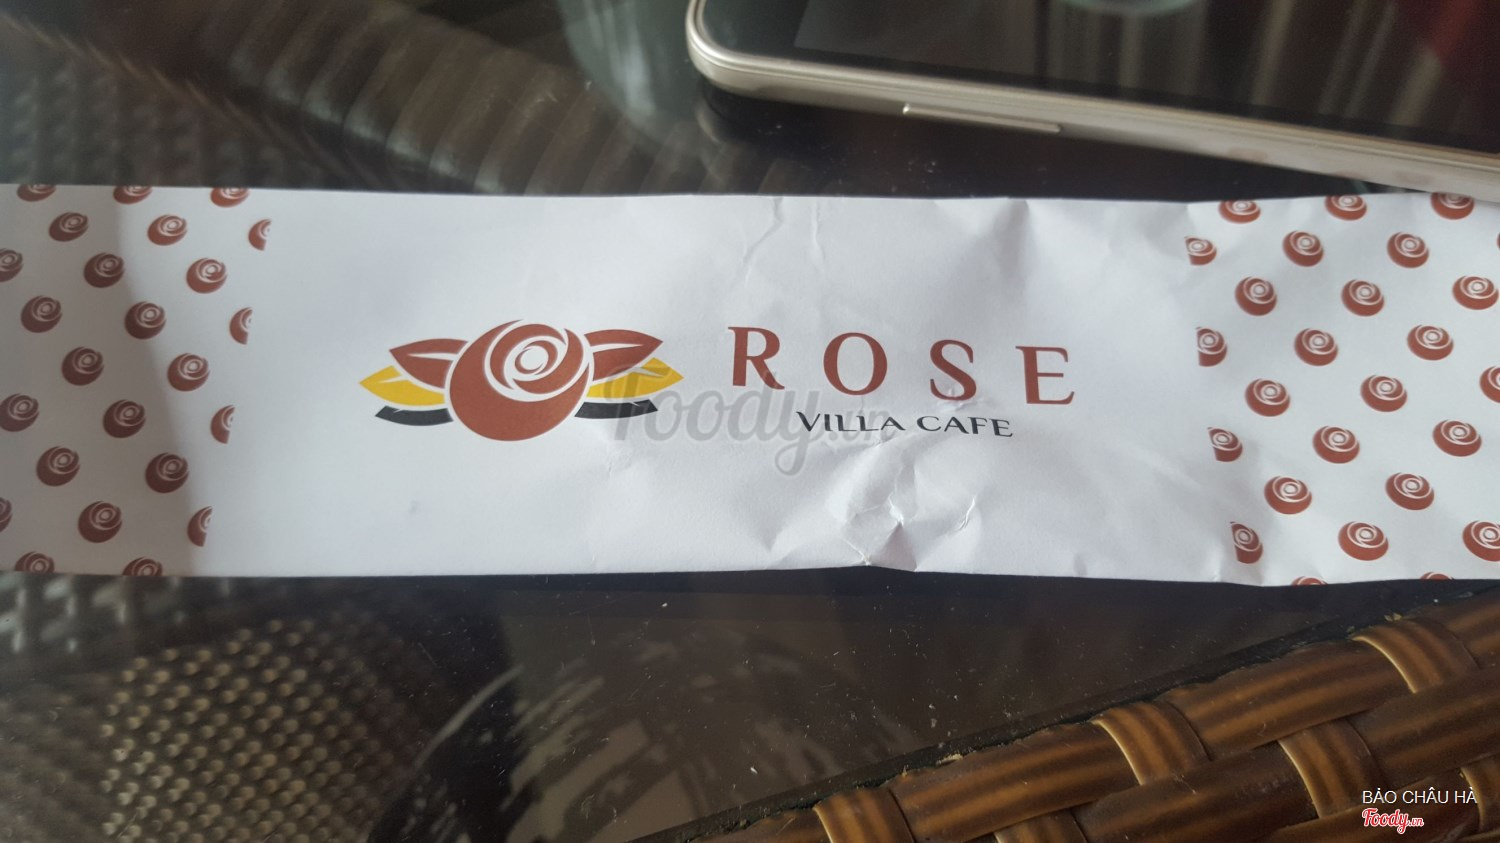 ROSE
VILLA CAFE
Foody.vn
BẢO CHÂU HÀ
Foody.vn